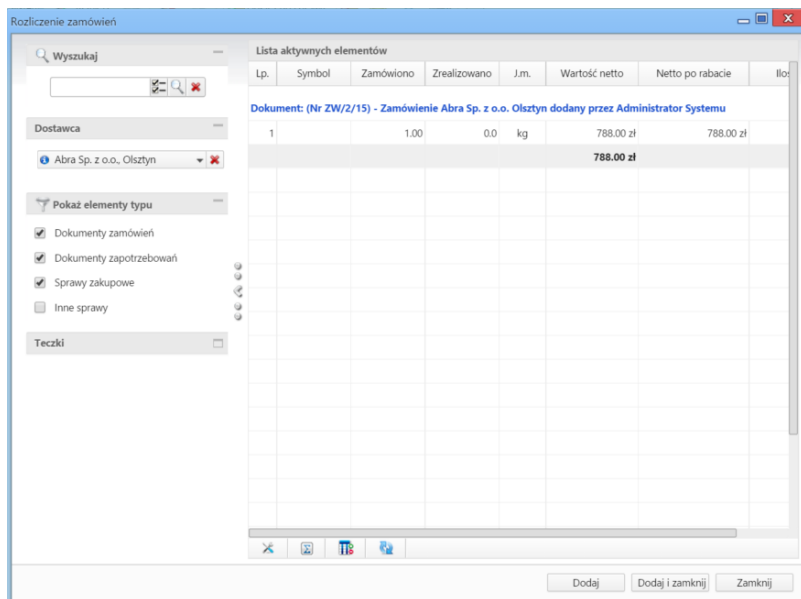 Rozliczenie zamówień
Wyszukaj
Dostawca
Abra Sp. z o.o., Olsztyn
Pokaż elementy typu
Dokumenty zamówień
Dokumenty zapotrzebowań
Sprawy zakupowe
Inne sprawy
Teczki
Lista aktywnych elementów
Lp. Symbol Zamówiono Zrealizowano J.m. Wartość netto Netto po rabacie Iloś
Dokument: (Nr ZW/2/15) - Zamówienie Abra Sp. z o.o. Olsztyn dodany przez Administrator Systemu
1 1.00 0.0 kg 788.00 zł 788.00 zł
788.00 zł
Dodaj Dodaj i zamknij Zamknij